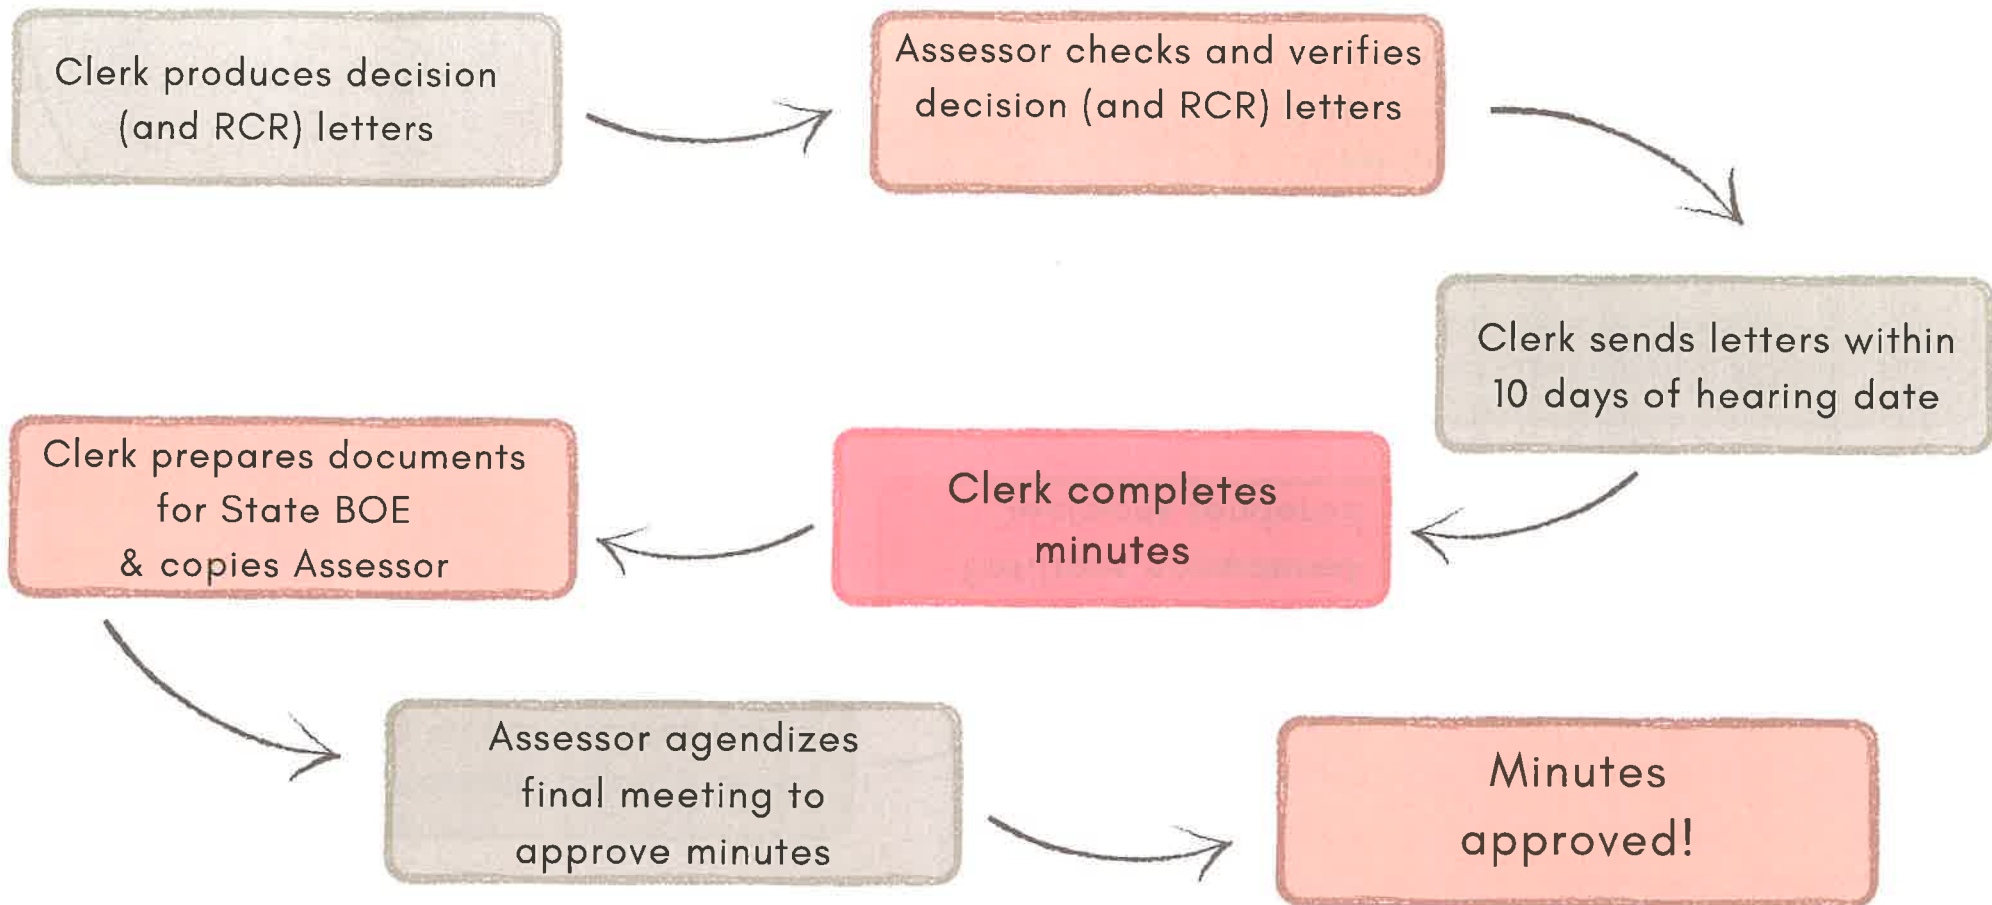 Clerk produces decision
(and RCR) letters
Assessor checks and verifies
decision (and RCR) letters
Clerk sends letters within
10 days of hearing date
Clerk completes
minutes
Clerk prepares documents
for State BOE
& copies Assessor
Assessor agendizes
final meeting to
approve minutes
Minutes
approved!